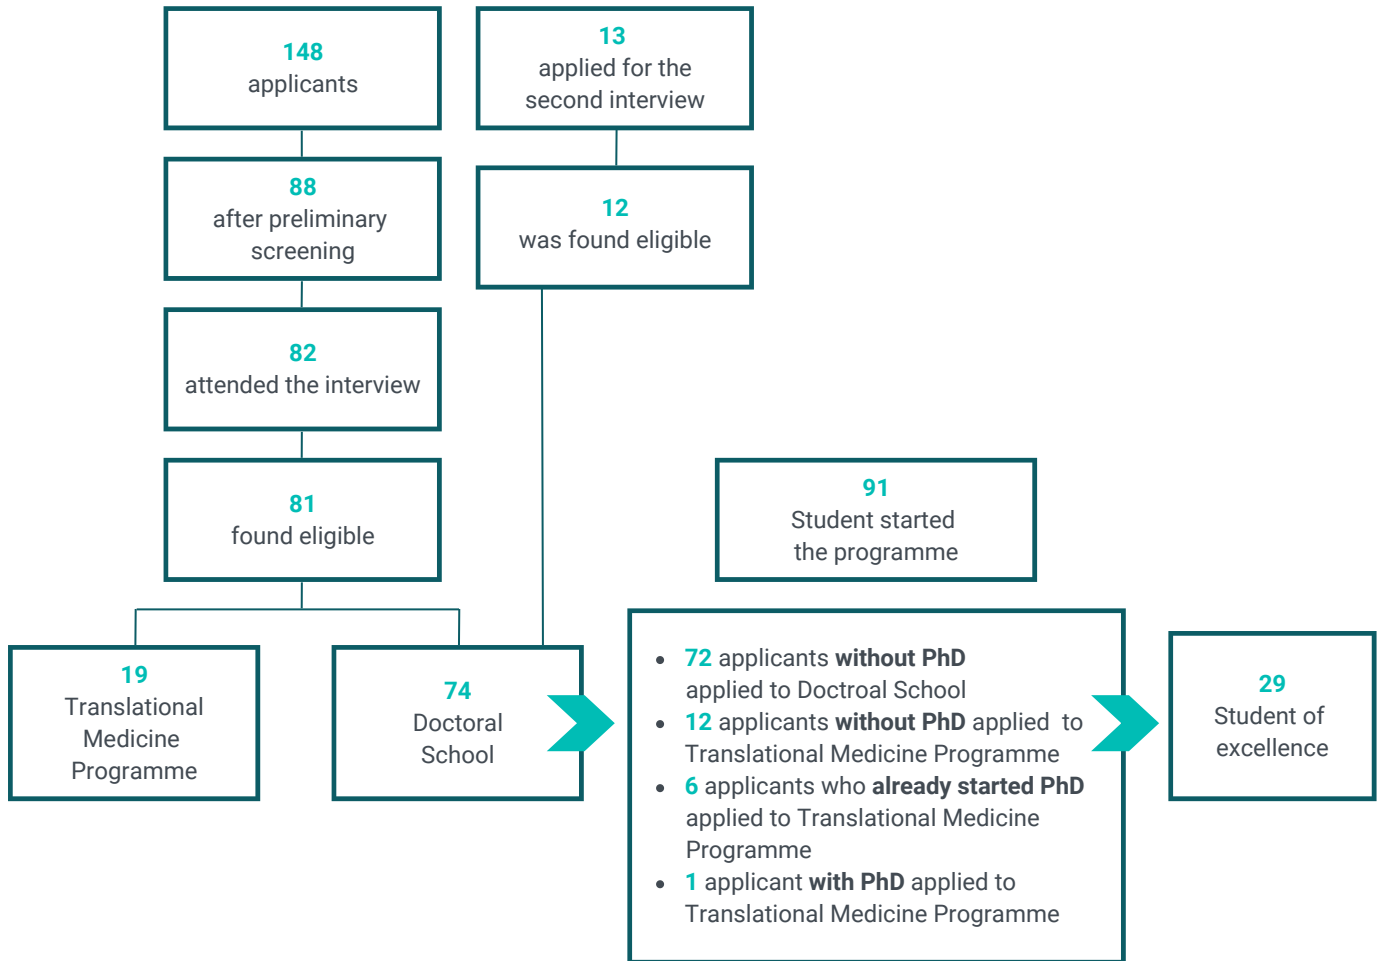 148
applicants
13
applied for the
second interview
88
after preliminary
screening
12
was found eligible
82
attended the interview
81
found eligible
91
Student started
the programme
19
Translational
Medicine
Programme
74
Doctoral
School
• 72 applicants without PhD
applied to Doctroal School
• 12 applicants without PhD applied to
Translational Medicine Programme
• 6 applicants who already started PhD
applied to Translational Medicine
Programme
• 1 applicant with PhD applied to
Translational Medicine Programme
29
Student of
excellence